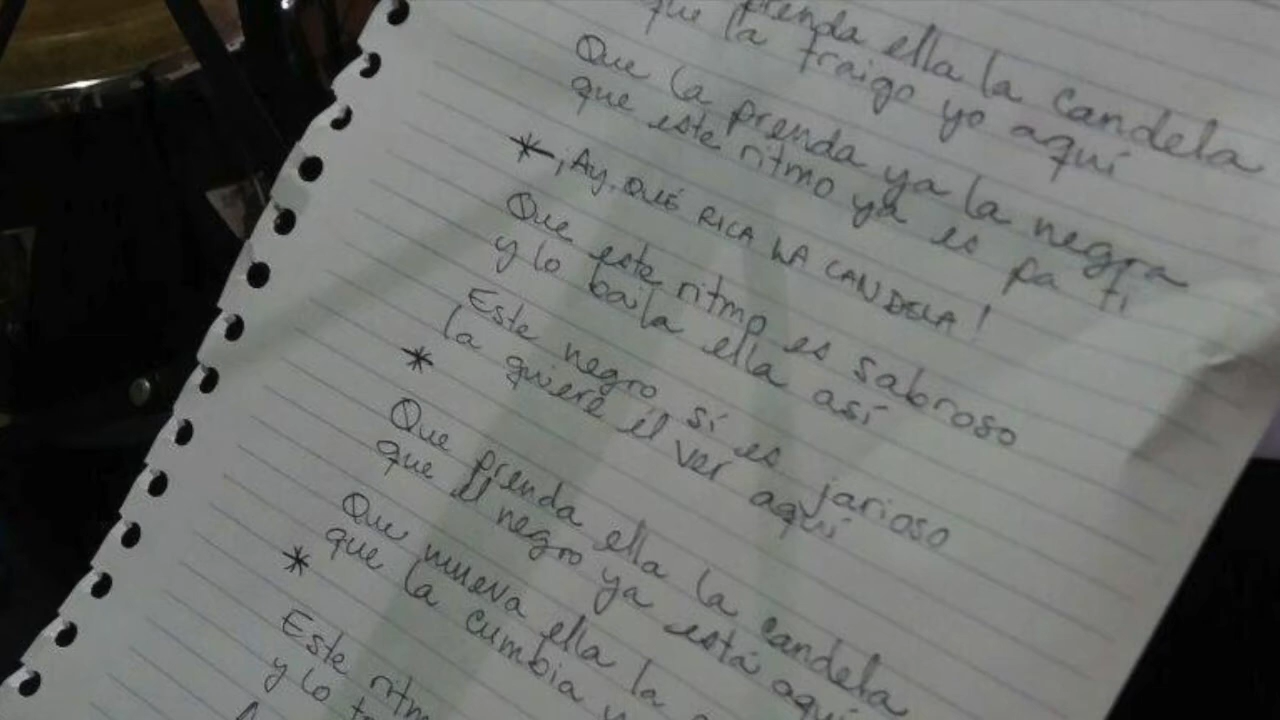 prenda ella la candela
que la traigo yo aquí
Que la prenda ya la negra
que este ritmo ya es pa ti
* ¡Ay, QUÉ RICA LA CANDELA!
Que este ritmo es sabroso
y lo baila ella así
Este negro sí es jarioso
la quiere él ver aquí
*
Que prenda ella la candela
que el negro ya está aquí
Que mueva ella la
que la cumbia
*
Este
y lo